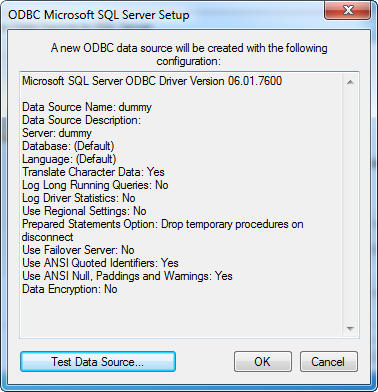 ODBC Microsoft SQL Server Setup
A new ODBC data source will be created with the following
configuration:
Microsoft SQL Server ODBC Driver Version 06.01.7600
Data Source Name: dummy
Data Source Description:
Server: dummy
Database: (Default)
Language: (Default)
Translate Character Data: Yes
Log Long Running Queries: No
Log Driver Statistics: No
Use Regional Settings: No
Prepared Statements Option: Drop temporary procedures on
disconnect
Use Failover Server: No
Use ANSI Quoted Identifiers: Yes
Use ANSI Null, Paddings and Warnings: Yes
Data Encryption: No
Test Data Source...
OK
Cancel